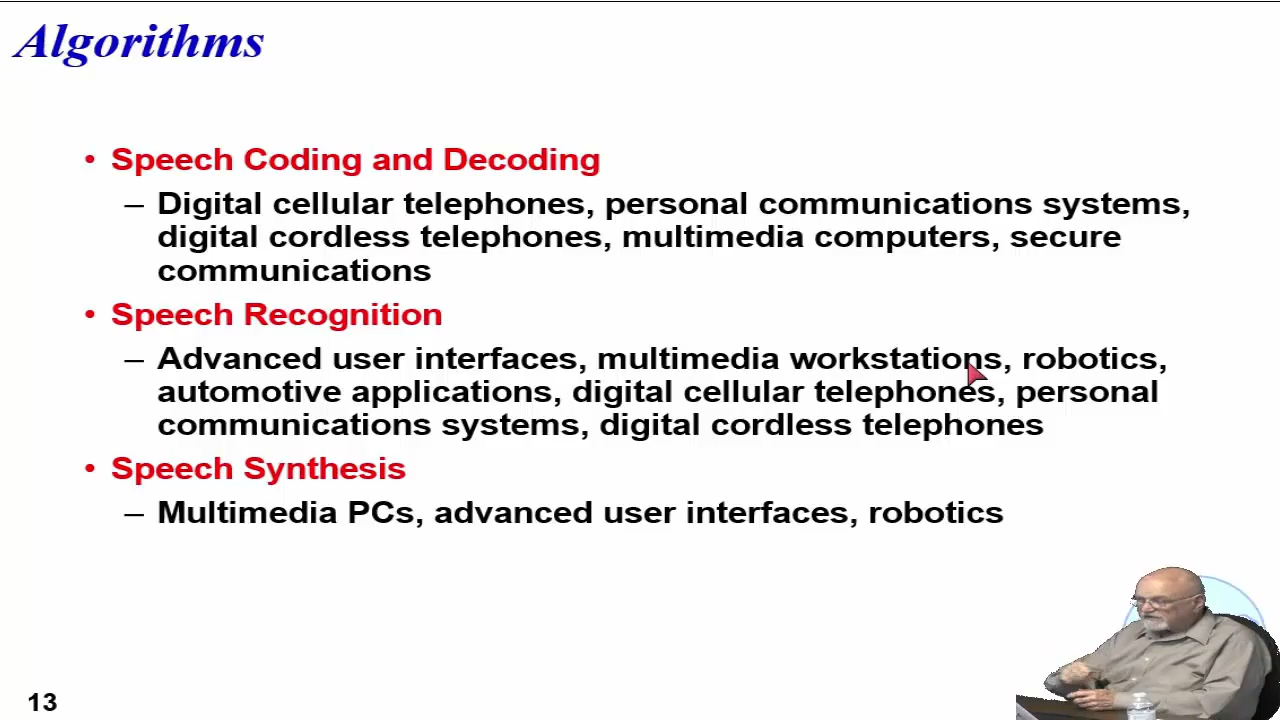 Algorithms
• Speech Coding and Decoding
– Digital cellular telephones, personal communications systems,
digital cordless telephones, multimedia computers, secure
communications
• Speech Recognition
– Advanced user interfaces, multimedia workstations, robotics,
automotive applications, digital cellular telephones, personal
communications systems, digital cordless telephones
• Speech Synthesis
– Multimedia PCs, advanced user interfaces, robotics
13